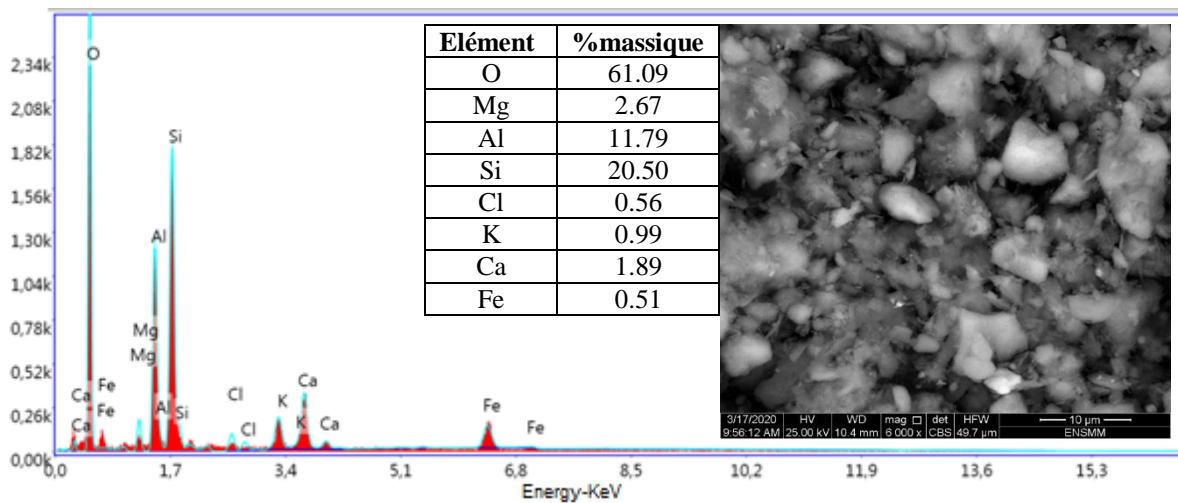 Elément %massique
O 61.09
Mg 2.67
Al 11.79
Si 20.50
Cl 0.56
K 0.99
Ca 1.89
Fe 0.51
2,34k
2,08k
1,82k
1,56k
1,30k
1,04k
0,78k
0,52k
0,26k
0,00k
O
Si
Al
Mg
Mg
Ca
Ca
Fe
Fe
Al
Si
Cl
Cl
K
Ca
K
Ca
Fe
Fe
0,0 1,7 3,4 5,1 6,8 8,5 10,2 11,9 13,6 15,3
Energy-KeV
3/17/2020 HV WD mag det HFW 10 µm
9:56:12 AM 25.00 kV 10.4 mm 6 000 x CBS 49.7 µm ENSMM